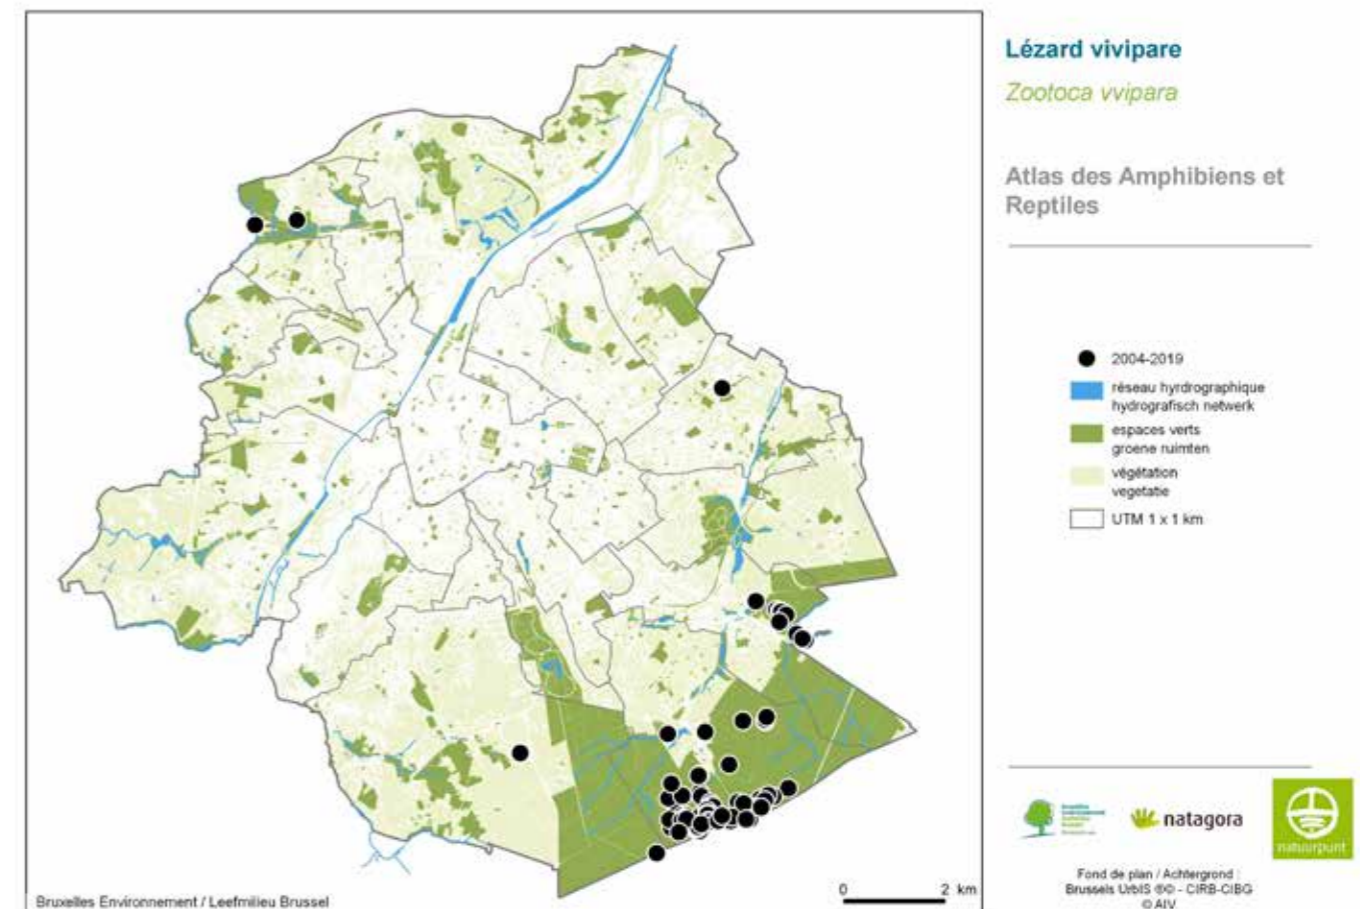 Lézard vivipare
Zootoca vvipara
Atlas des Amphibiens et
Reptiles
2004-2019
réseau hyrdrographique
hydrografisch netwerk
espaces verts
groene ruimten
végétation
vegetatie
UTM 1 x 1 km
natagora
natuurpunt
Fond de plan / Achtergrond :
Brussels UrbIS ®© - CIRB-CIBG
© AIV
0 2 km
Bruxelles Environnement / Leefmilieu Brussel